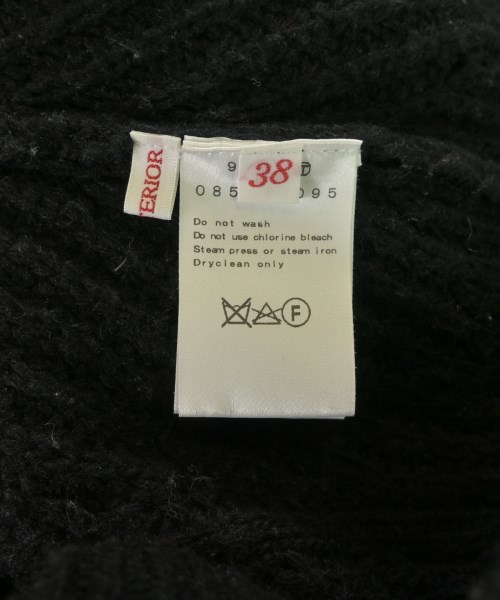 TERIOR
9
38
085 095
Do not wash
Do not use chlorine bleach
Steam press or steam iron
Dryclean only
F